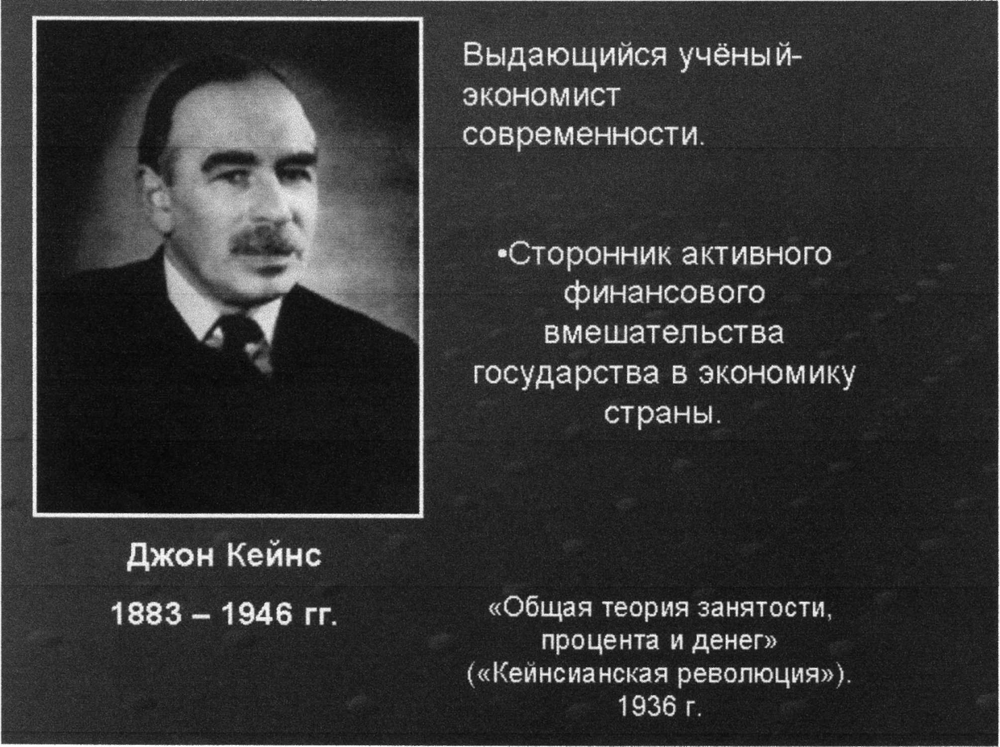 Выдающийся учёный-
экономист
современности.
•Сторонник активного
финансового
вмешательства
государства в экономику
страны.
Джон Кейнс
1883 – 1946 гг.
«Общая теория занятости,
процента и денег»
(«Кейнсианская революция»).
1936 г.